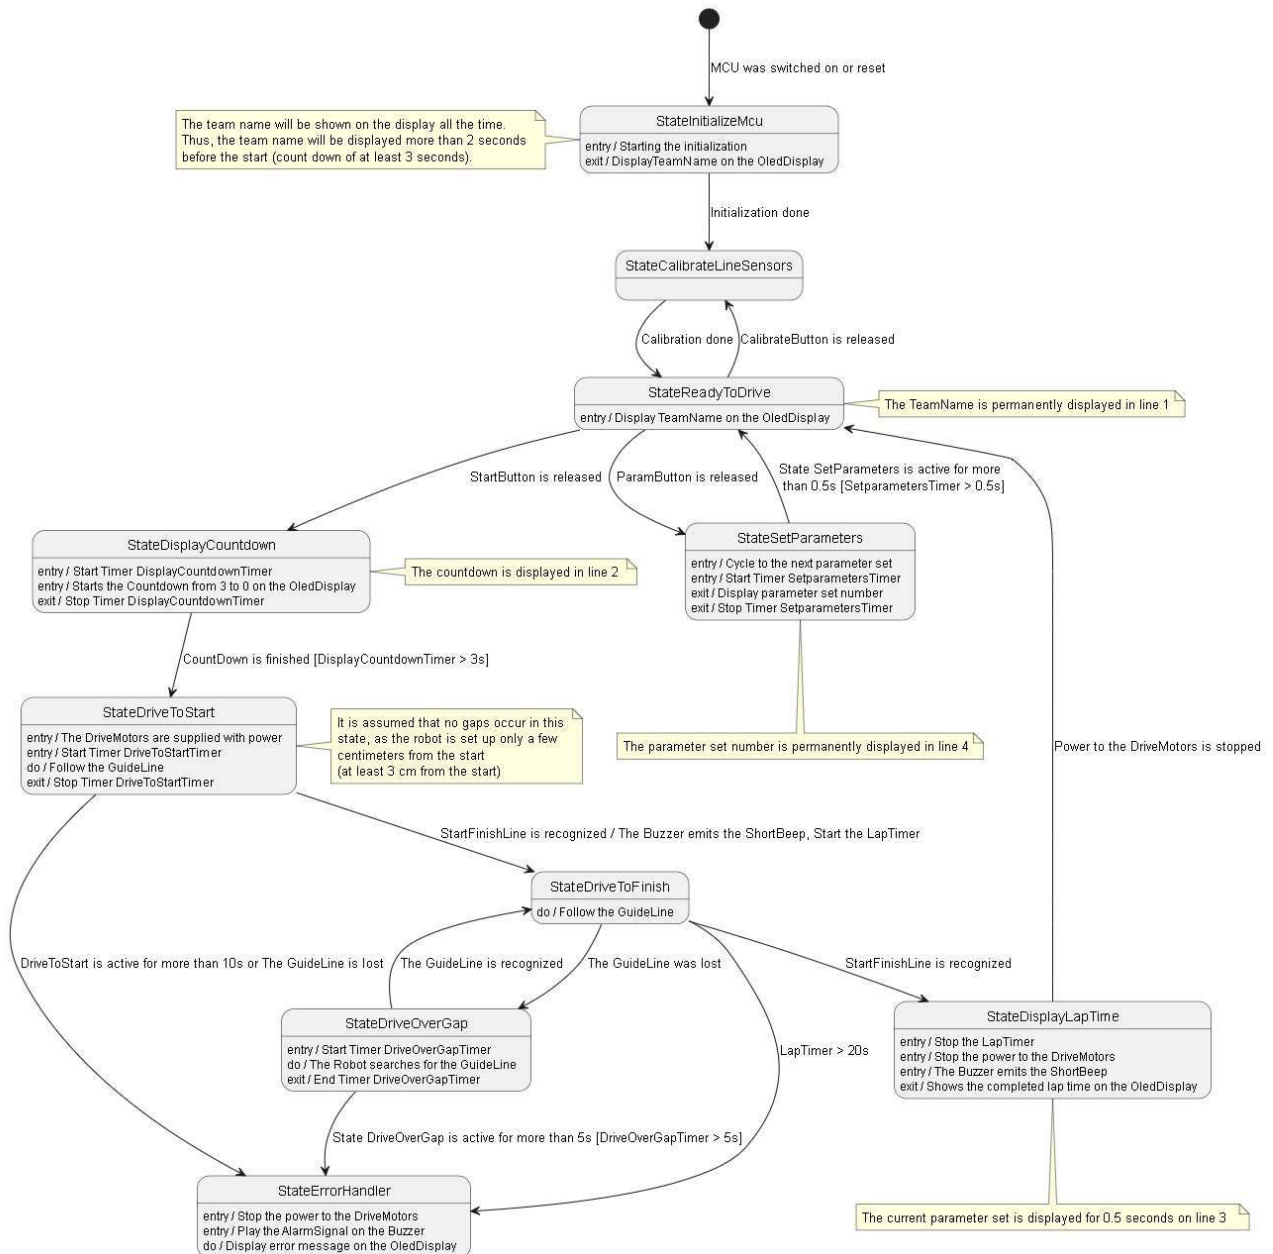 MCU was switched on or reset
The team name will be shown on the display all the time.
Thus, the team name will be displayed more than 2 seconds
before the start (count down of at least 3 seconds).
StateInitializeMcu
entry / Starting the initialization
exit / DisplayTeamName on the OledDisplay
Initialization done
StateCalibrateLineSensors
Calibration done
CalibrateButton is released
StateReadyToDrive
entry / Display TeamName on the OledDisplay
The TeamName is permanently displayed in line 1
StartButton is released
ParamButton is released
State SetParameters is active for more
than 0.5s [SetparametersTimer > 0.5s]
StateDisplayCountdown
entry / Start Timer DisplayCountdownTimer
entry / Starts the Countdown from 3 to 0 on the OledDisplay
exit / Stop Timer DisplayCountdownTimer
The countdown is displayed in line 2
StateSetParameters
entry / Cycle to the next parameter set
entry / Start Timer SetparametersTimer
exit / Display parameter set number
exit / Stop Timer SetparametersTimer
CountDown is finished [DisplayCountdownTimer > 3s]
StateDriveToStart
entry / The DriveMotors are supplied with power
entry / Start Timer DriveToStartTimer
do / Follow the GuideLine
exit / Stop Timer DriveToStartTimer
It is assumed that no gaps occur in this
state, as the robot is set up only a few
centimeters from the start
(at least 3 cm from the start)
The parameter set number is permanently displayed in line 4
Power to the DriveMotors is stopped
StartFinishLine is recognized / The Buzzer emits the ShortBeep, Start the LapTimer
StateDriveToFinish
do / Follow the GuideLine
DriveToStart is active for more than 10s or The GuideLine is lost
The GuideLine is recognized
The GuideLine was lost
StartFinishLine is recognized
StateDriveOverGap
entry / Start Timer DriveOverGapTimer
do / The Robot searches for the GuideLine
exit / End Timer DriveOverGapTimer
LapTimer > 20s
StateDisplayLapTime
entry / Stop the LapTimer
entry / Stop the power to the DriveMotors
entry / The Buzzer emits the ShortBeep
exit / Shows the completed lap time on the OledDisplay
State DriveOverGap is active for more than 5s [DriveOverGapTimer > 5s]
StateErrorHandler
entry / Stop the power to the DriveMotors
entry / Play the AlarmSignal on the Buzzer
do / Display error message on the OledDisplay
The current parameter set is displayed for 0.5 seconds on line 3